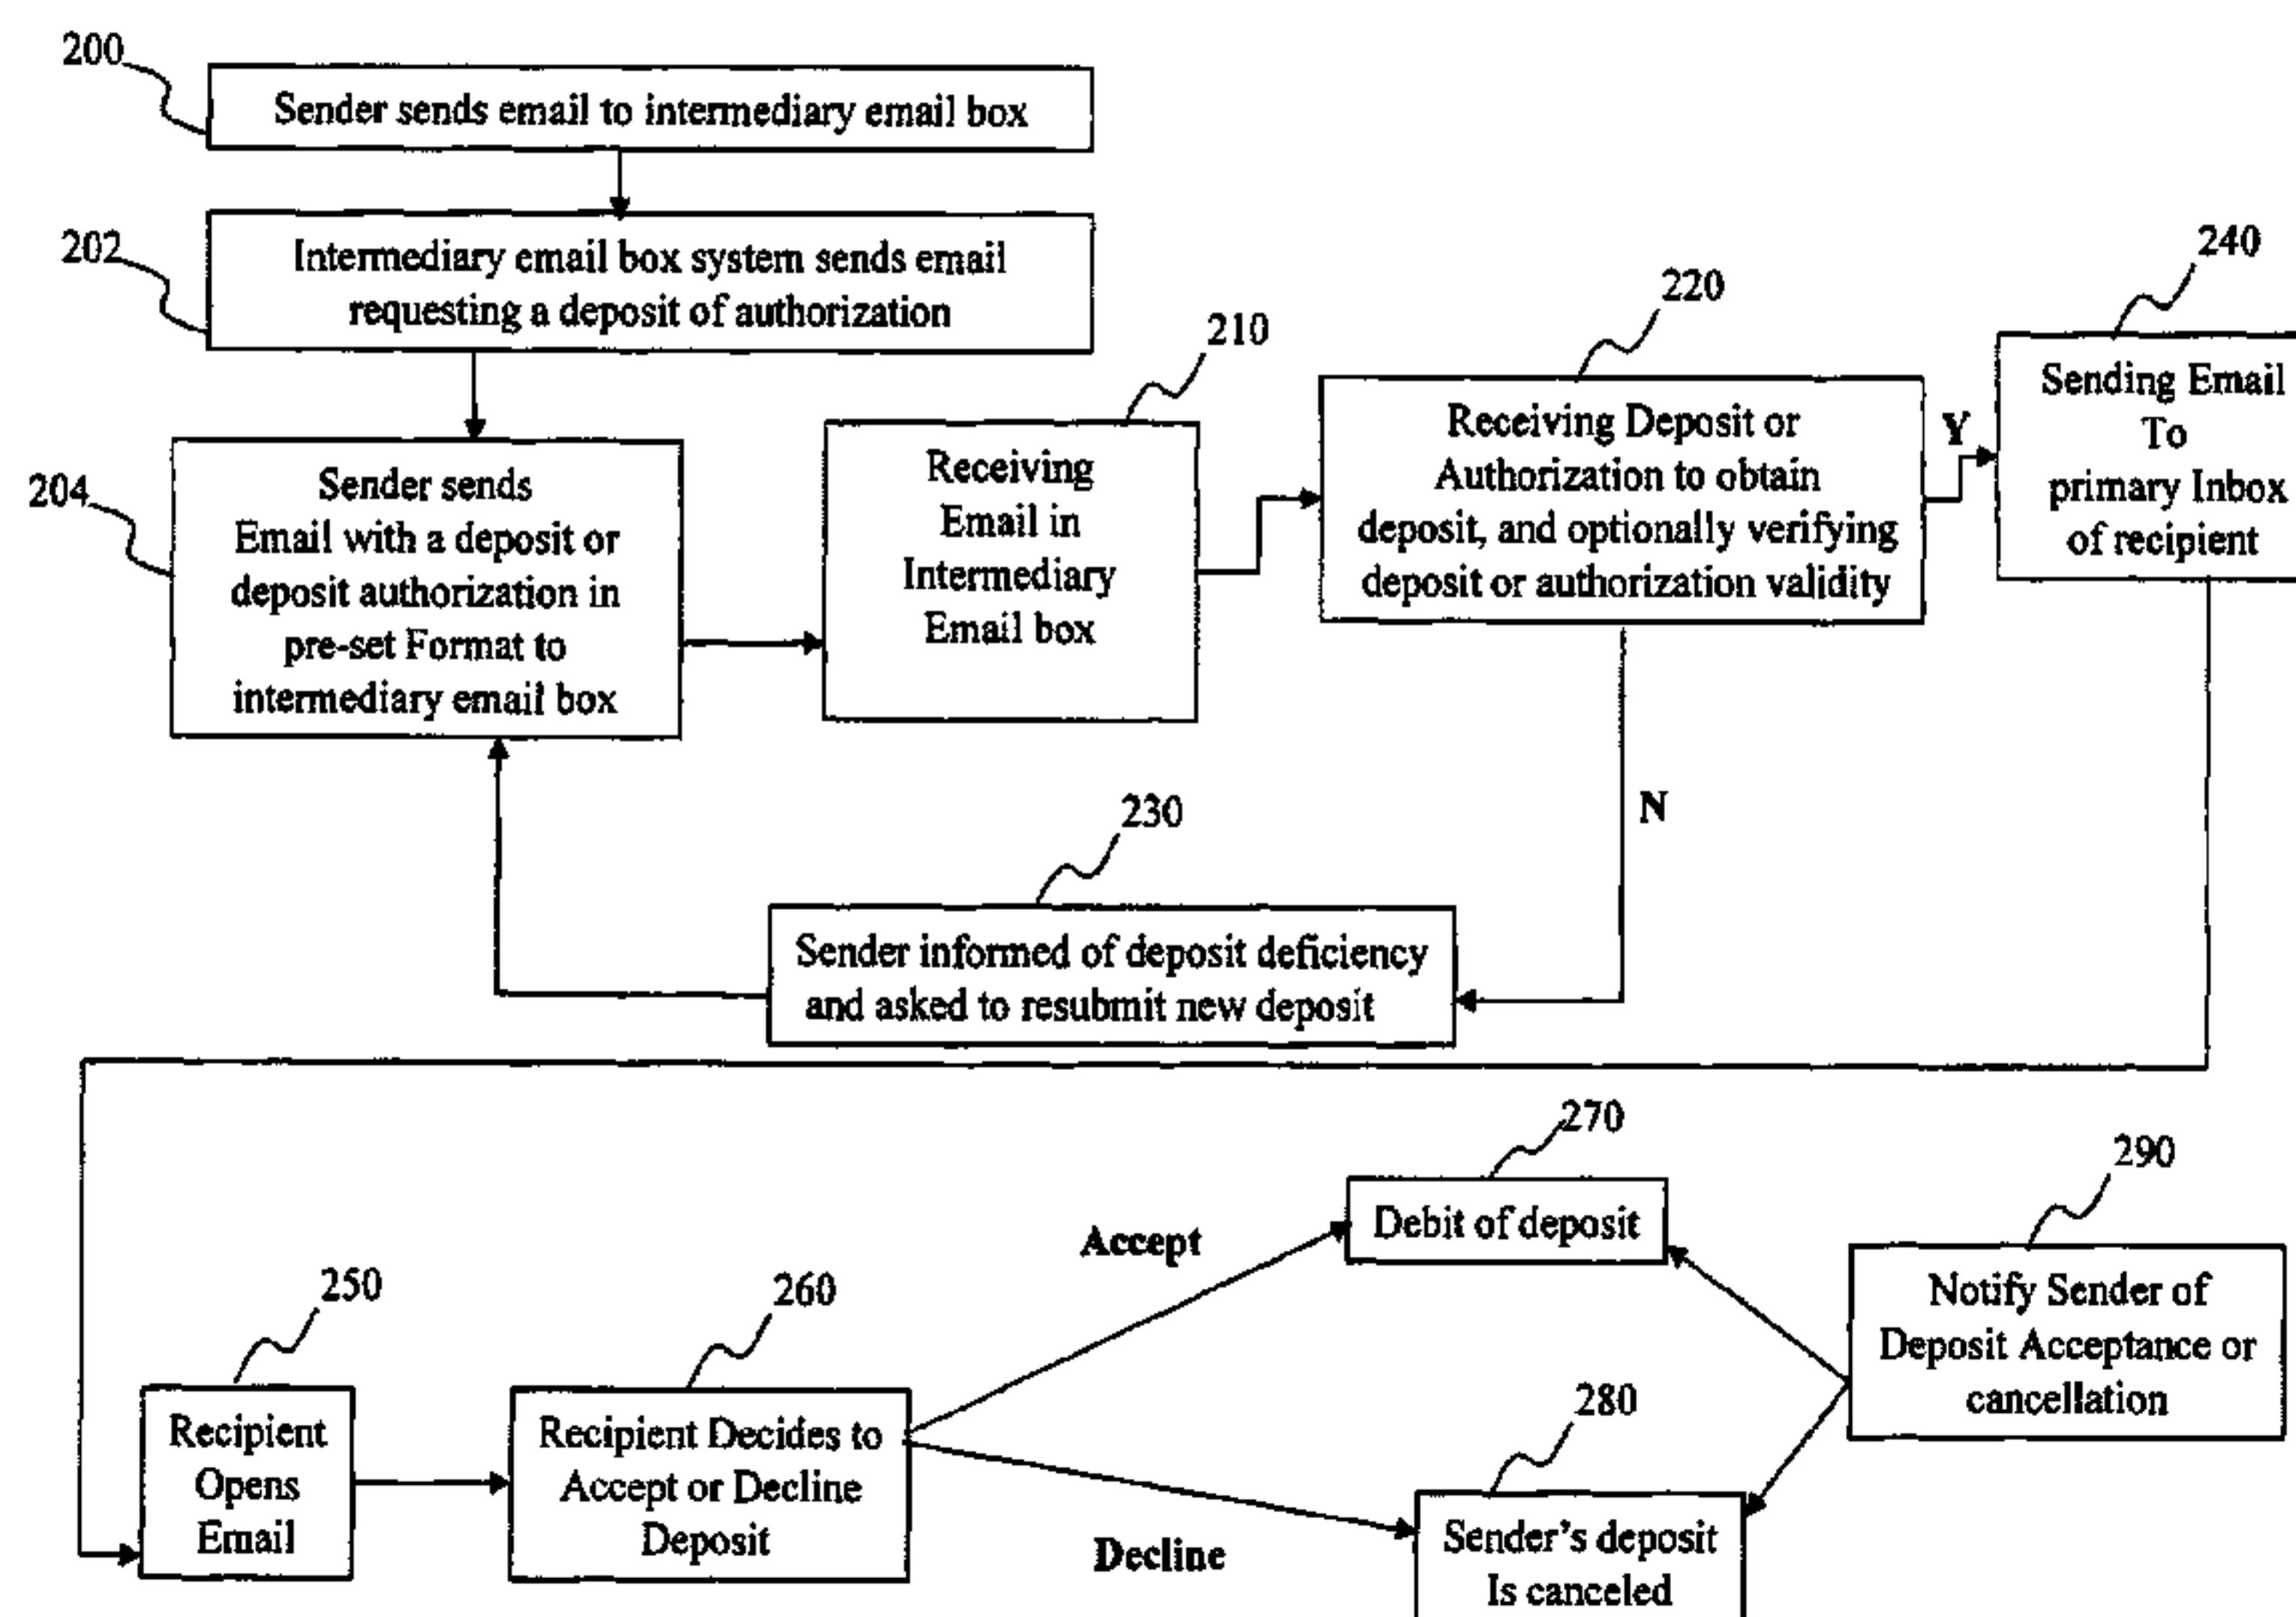 200
Sender sends email to intermediary email box
202
Intermediary email box system sends email
requesting a deposit of authorization
204
Sender sends
Email with a deposit or
deposit authorization in
pre-set Format to
intermediary email box
210
Receiving
Email in
Intermediary
Email box
220
Receiving Deposit or
Authorization to obtain
deposit, and optionally verifying
deposit or authorization validity
Y
240
Sending Email
To
primary Inbox
of recipient
N
230
Sender informed of deposit deficiency
and asked to resubmit new deposit
250
Recipient
Opens
Email
260
Recipient Decides to
Accept or Decline
Deposit
Accept
270
Debit of deposit
Decline
280
Sender's deposit
Is canceled
290
Notify Sender of
Deposit Acceptance or
cancellation